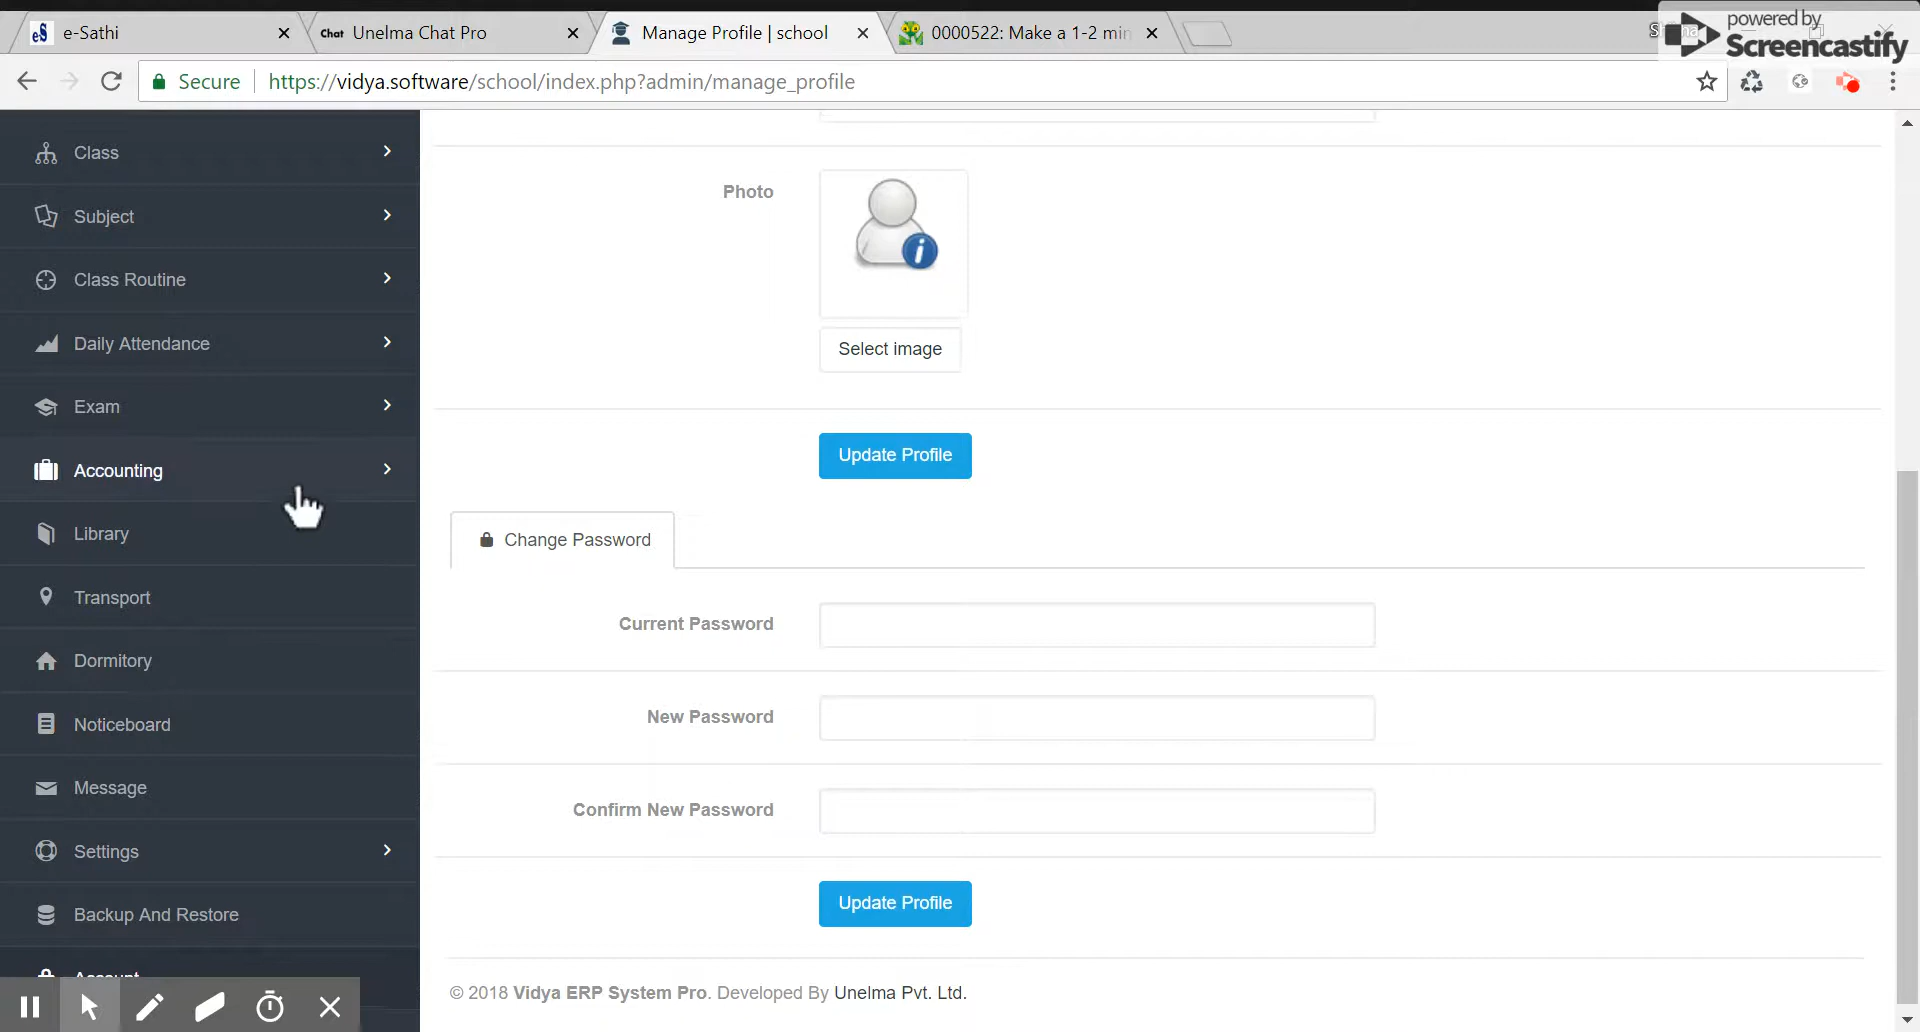 e-Sathi
Chat Unelma Chat Pro
Manage Profile | school
0000522: Make a 1-2 min
powered by
Screencastify
Secure https://vidya.software/school/index.php?admin/manage_profile
Class
Subject
Class Routine
Daily Attendance
Exam
Accounting
Library
Transport
Dormitory
Noticeboard
Message
Settings
Backup And Restore
Account
Photo
Select image
Update Profile
Change Password
Current Password
New Password
Confirm New Password
Update Profile
© 2018 Vidya ERP System Pro. Developed By Unelma Pvt. Ltd.